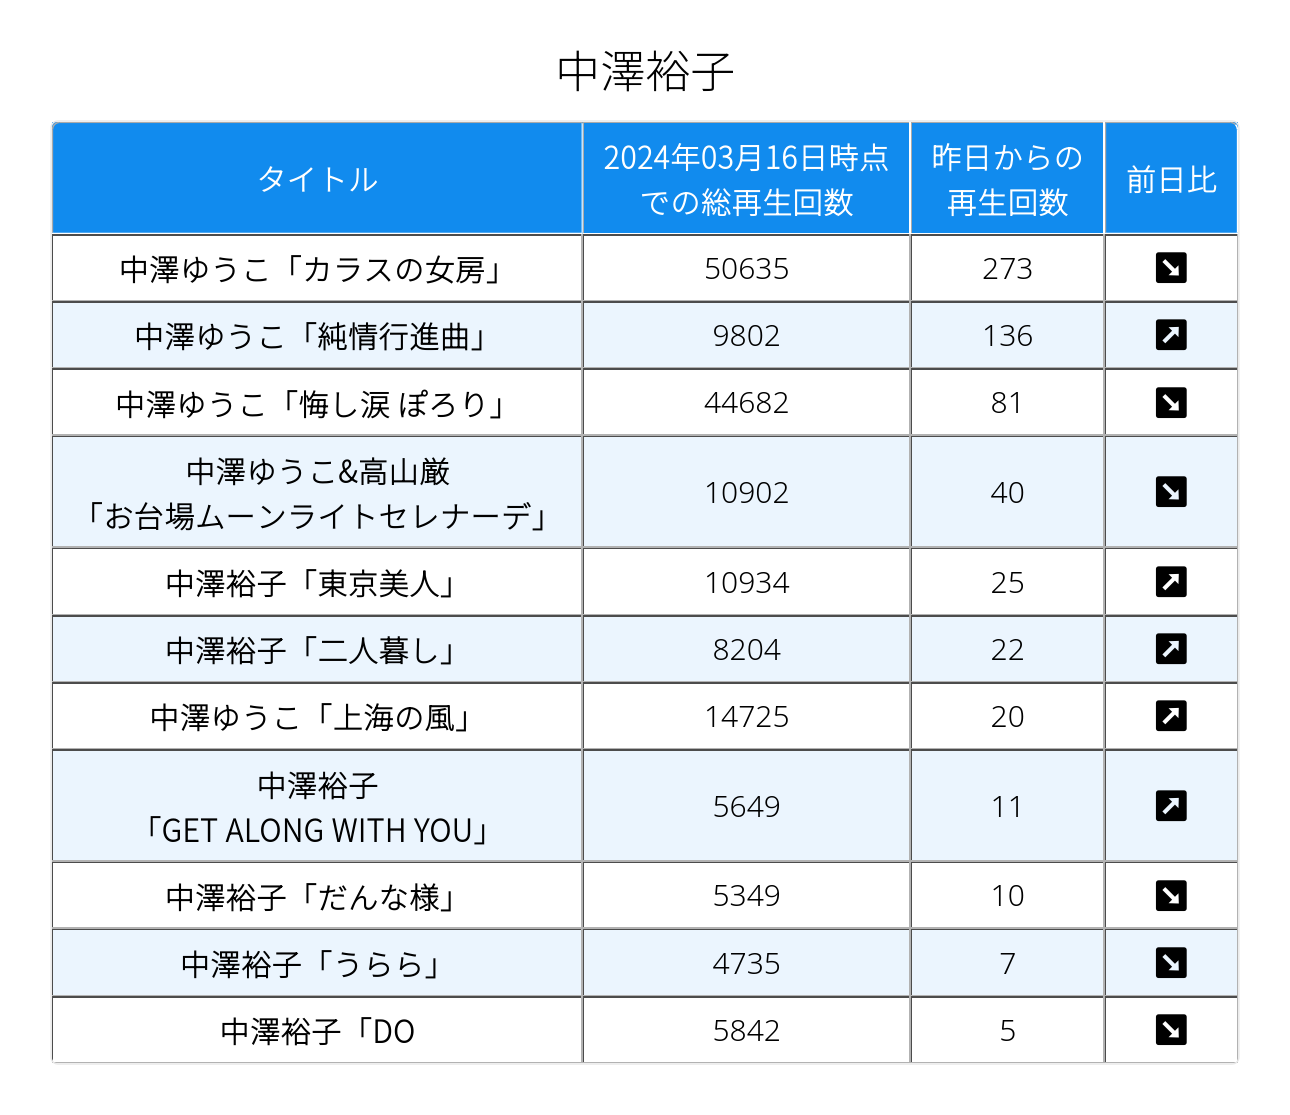 中澤裕子
タイトル
2024年03月16日時点
での総再生回数
昨日からの
再生回数
前日比
中澤ゆうこ「カラスの女房」 50635 273
中澤ゆうこ「純情行進曲」 9802 136
中澤ゆうこ「悔し涙 ぽろり」 44682 81
中澤ゆうこ&高山厳
「お台場ムーンライトセレナーデ」 10902 40
中澤裕子「東京美人」 10934 25
中澤裕子「二人暮し」 8204 22
中澤ゆうこ「上海の風」 14725 20
中澤裕子
「GET ALONG WITH YOU」 5649 11
中澤裕子「だんな様」 5349 10
中澤裕子「うらら」 4735 7
中澤裕子「DO 5842 5